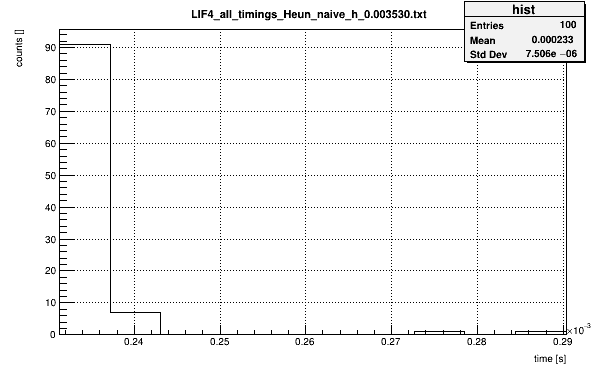 LIF4_all_timings_Heun_naive_h_0.003530.txt
hist
Entries 100
Mean 0.000233
Std Dev 7.506e −06
counts []
90
80
70
60
50
40
30
20
10
0
0.24 0.25 0.26 0.27 0.28 0.29
×10−3
time [s]